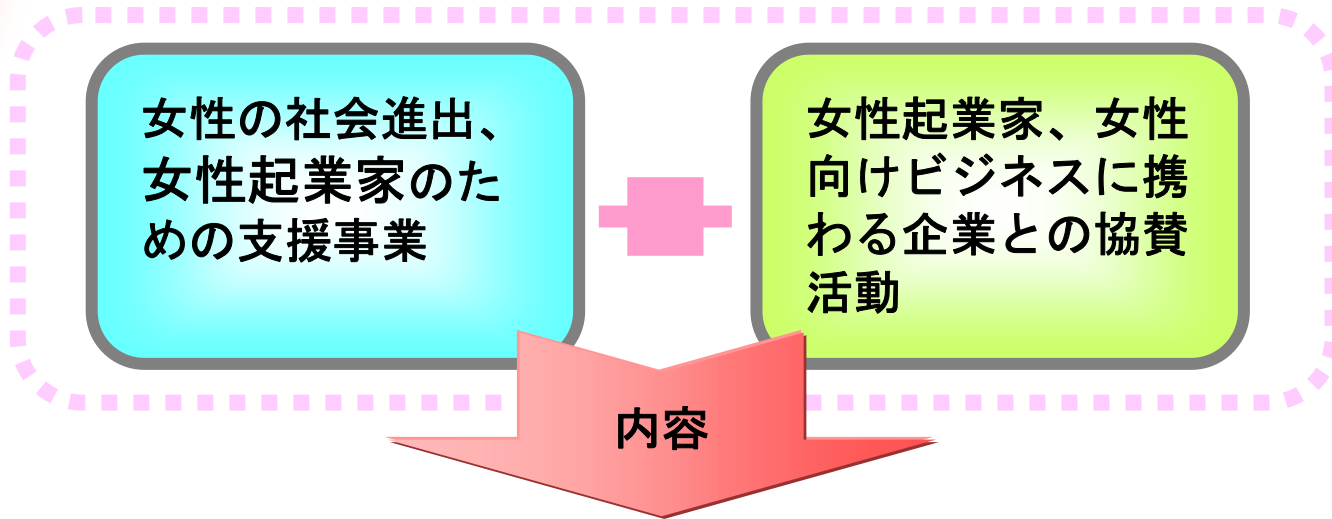 女性の社会進出、
女性起業家のた
めの支援事業
女性起業家、女性
向けビジネスに携
わる企業との協賛
活動
内容